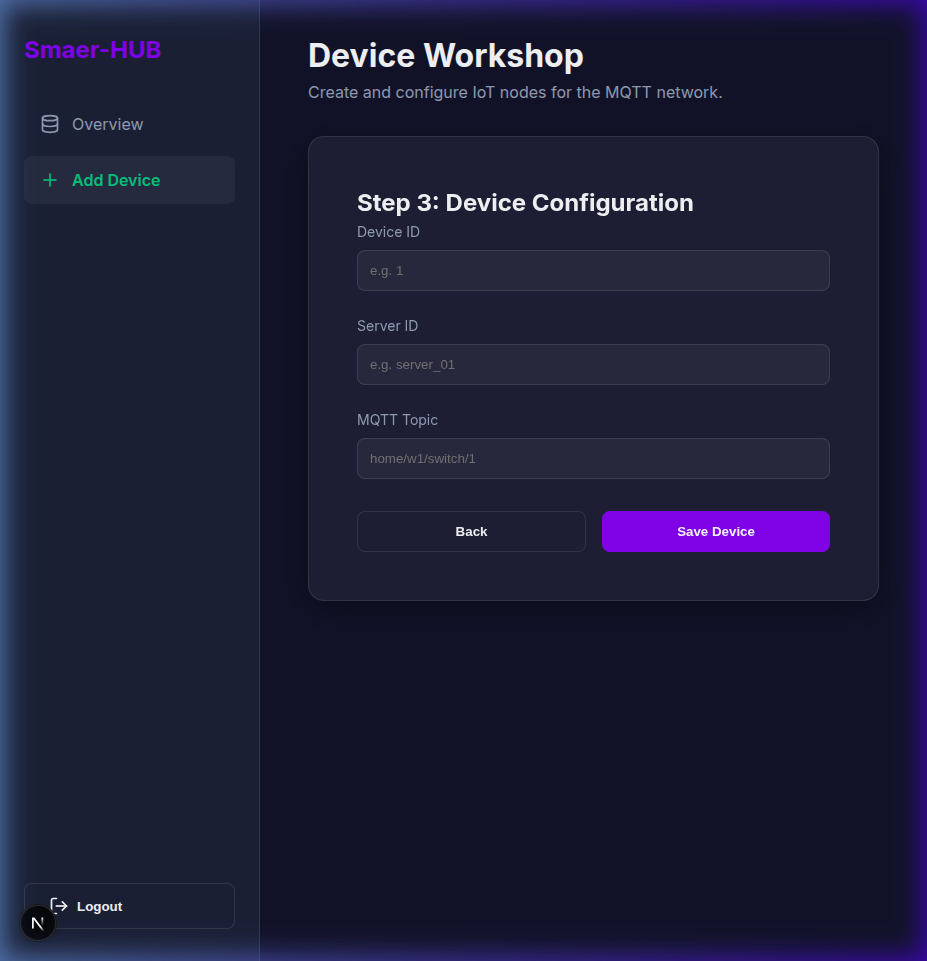 Smaer-HUB
Overview
Add Device
Logout
N
Device Workshop
Create and configure IoT nodes for the MQTT network.
Step 3: Device Configuration
Device ID
e.g. 1
Server ID
e.g. server_01
MQTT Topic
home/w1/switch/1
Back
Save Device